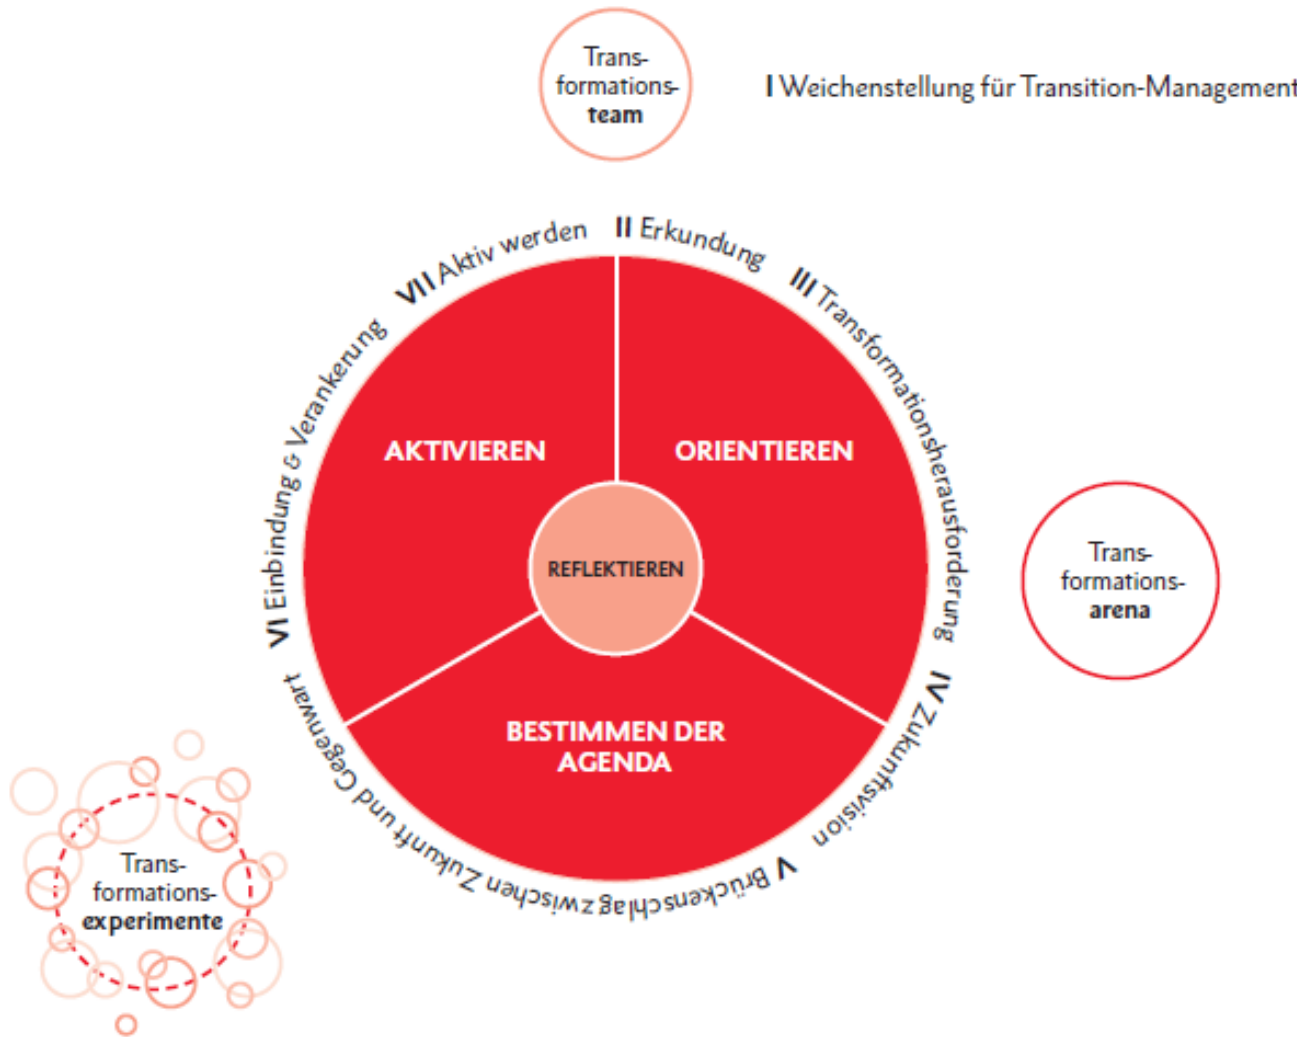 Trans-
formations-
team
I Weichenstellung für Transition-Management
II Erkundung
III Transformationsherausforderung
IV Zukunftsvision
V Brückenschlag zwischen Zukunft und Gegenwart
VI Einbindung & Verankerung
VII Aktiv werden
AKTIVIEREN
ORIENTIEREN
REFLEKTIEREN
BESTIMMEN DER
AGENDA
Trans-
formations-
arena
Trans-
formations-
experimente